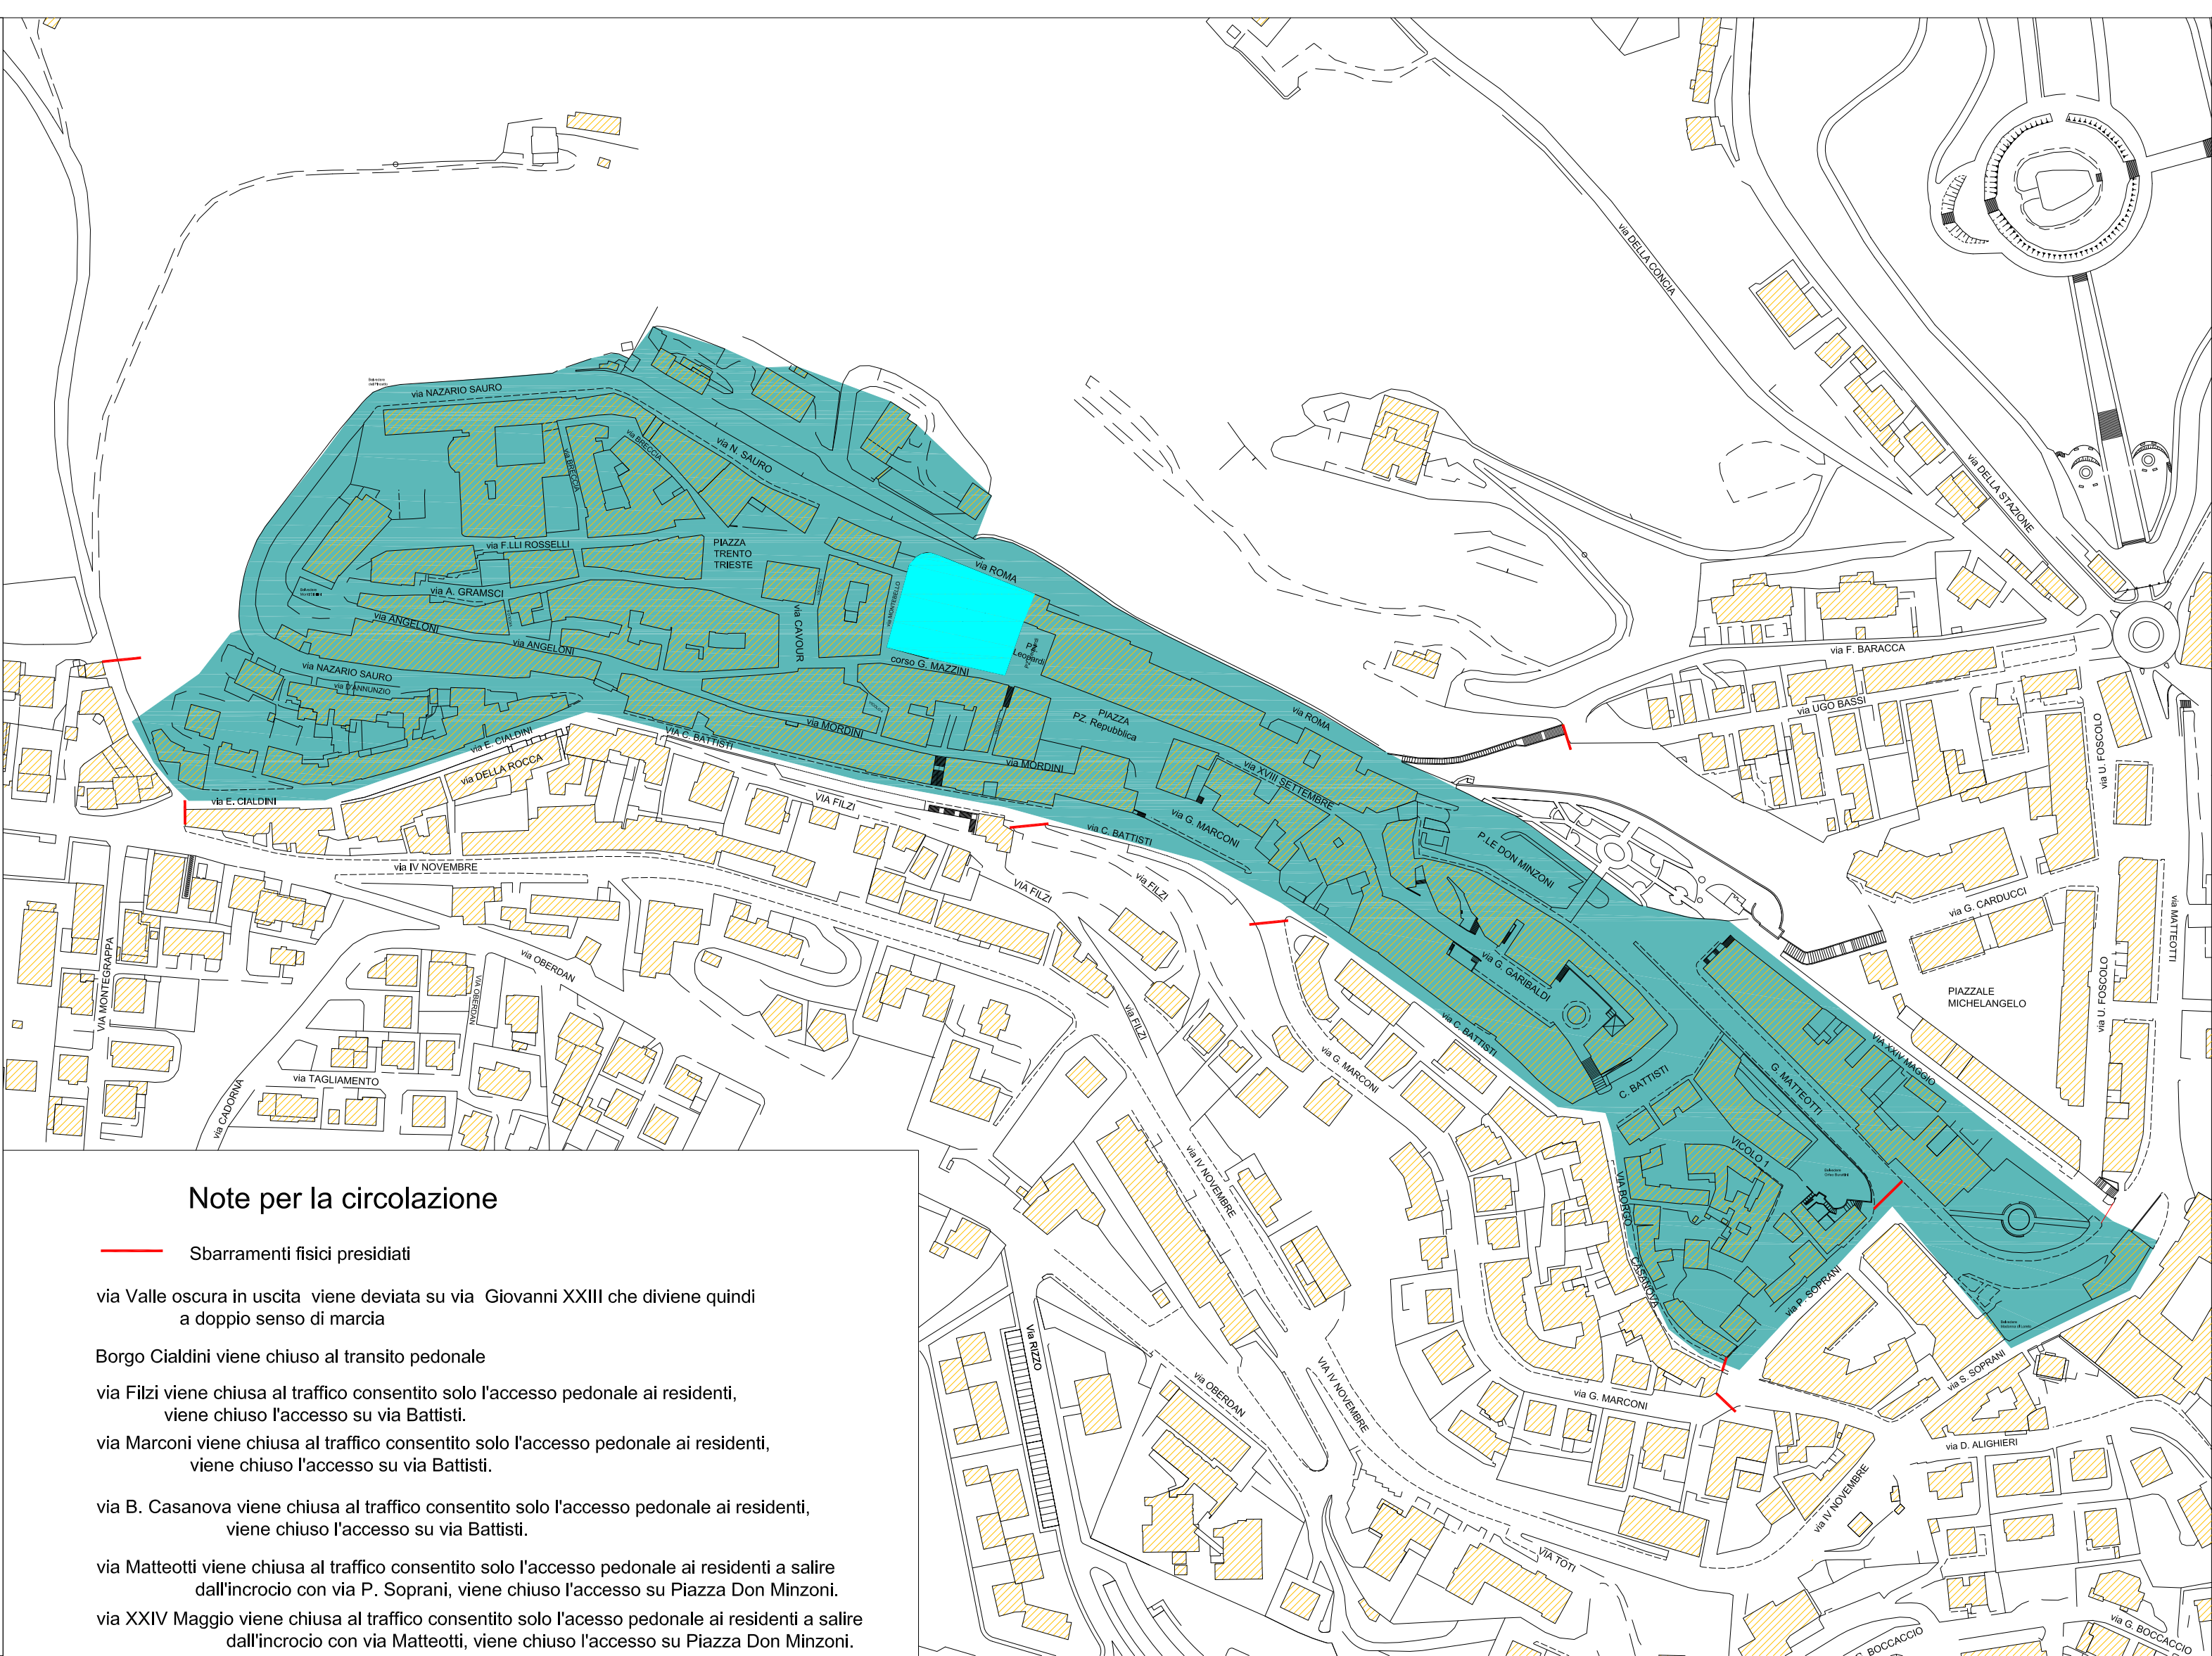 via DELLA CONCIA
via DELLA STAZIONE
via NAZARIO SAURO
via N. SAURO
via BRECCIA
via BRECCIA
via F.LLI ROSSELLI
PIAZZA
TRENTO
TRIESTE
via ROMA
via A. GRAMSCI
via ANGELONI
via ANGELONI
via CAVOUR
via MONTEBELLO
corso G. MAZZINI
Pz.
Leopardi
via NAZARIO SAURO
via D'ANNUNZIO
via E. CIALDINI
via DELLA ROCCA
via E. CIALDINI
VIA C. BATTISTI
via MORDINI
via MORDINI
PIAZZA
PZ. Repubblica
via ROMA
via XVIII SETTEMBRE
via G. MARCONI
via C. BATTISTI
P.LE DON MINZONI
via F. BARACCA
via UGO BASSI
via U. FOSCOLO
via G. CARDUCCI
via MATTEOTTI
via U. FOSCOLO
PIAZZALE
MICHELANGELO
VIA FILZI
VIA FILZI
via FILZI
via FILZI
via IV NOVEMBRE
VIA MONTEGRAPPA
via OBERDAN
VIA OBERDAN
via TAGLIAMENTO
via CADORNA
via G. GARIBALDI
via C. BATTISTI
C. BATTISTI
G. MATTEOTTI
VIA XXIV MAGGIO
VICOLO 1
VIA BORGO
CASANOVA
via P. SOPRANI
via S. SOPRANI
via G. MARCONI
via G. MARCONI
via IV NOVEMBRE
VIA IV NOVEMBRE
via IV NOVEMBRE
via OBERDAN
Via RIZZO
VIA TOTI
via D. ALIGHIERI
BOCCACCIO
via G. BOCCACCIO
Note per la circolazione
Sbarramenti fisici presidiati
via Valle oscura in uscita viene deviata su via Giovanni XXIII che diviene quindi
a doppio senso di marcia
Borgo Cialdini viene chiuso al transito pedonale
via Filzi viene chiusa al traffico consentito solo l'accesso pedonale ai residenti,
viene chiuso l'accesso su via Battisti.
via Marconi viene chiusa al traffico consentito solo l'accesso pedonale ai residenti,
viene chiuso l'accesso su via Battisti.
via B. Casanova viene chiusa al traffico consentito solo l'accesso pedonale ai residenti,
viene chiuso l'accesso su via Battisti.
via Matteotti viene chiusa al traffico consentito solo l'accesso pedonale ai residenti a salire
dall'incrocio con via P. Soprani, viene chiuso l'accesso su Piazza Don Minzoni.
via XXIV Maggio viene chiusa al traffico consentito solo l'acesso pedonale ai residenti a salire
dall'incrocio con via Matteotti, viene chiuso l'accesso su Piazza Don Minzoni.